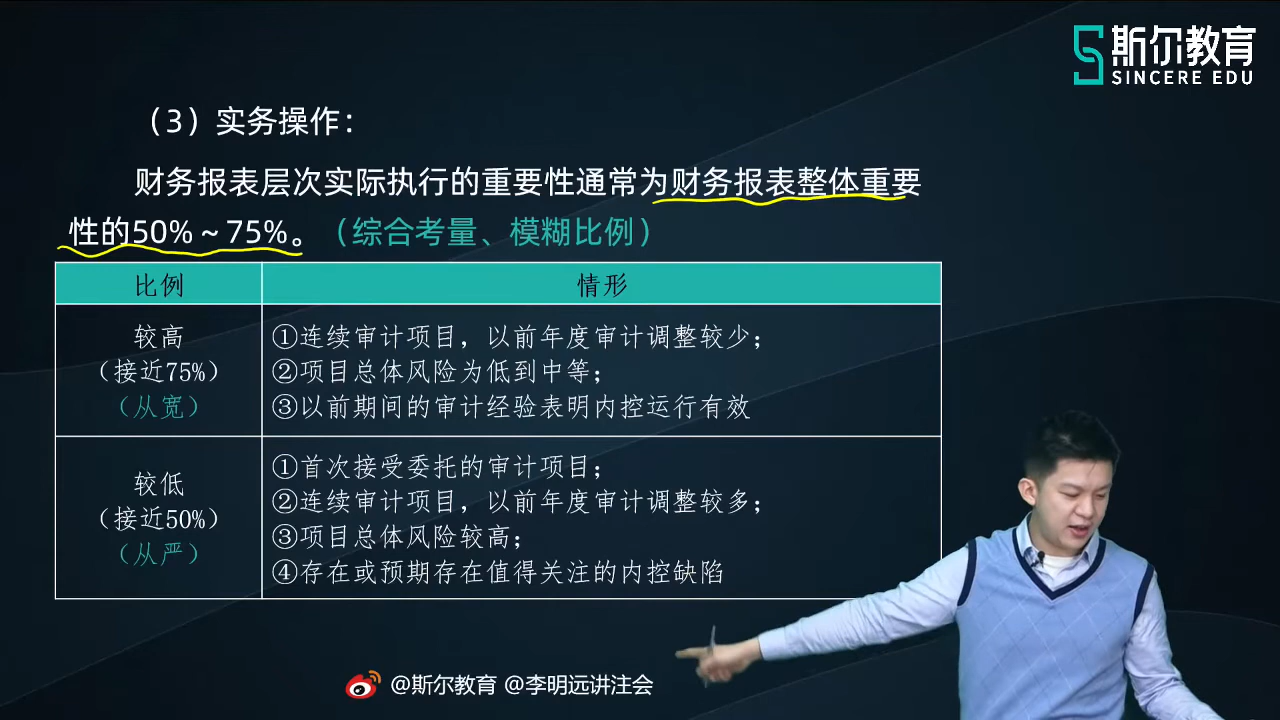 斯尔教育
SINCERE EDU
（3）实务操作：
财务报表层次实际执行的重要性通常为财务报表整体重要
性的50%～75%。（综合考量、模糊比例）
比例 情形
较高
（接近75%）
（从宽）
①连续审计项目，以前年度审计调整较少；
②项目总体风险为低到中等；
③以前期间的审计经验表明内控运行有效
较低
（接近50%）
（从严）
①首次接受委托的审计项目；
②连续审计项目，以前年度审计调整较多；
③项目总体风险较高；
④存在或预期存在值得关注的内控缺陷
@斯尔教育 @李明远讲注会